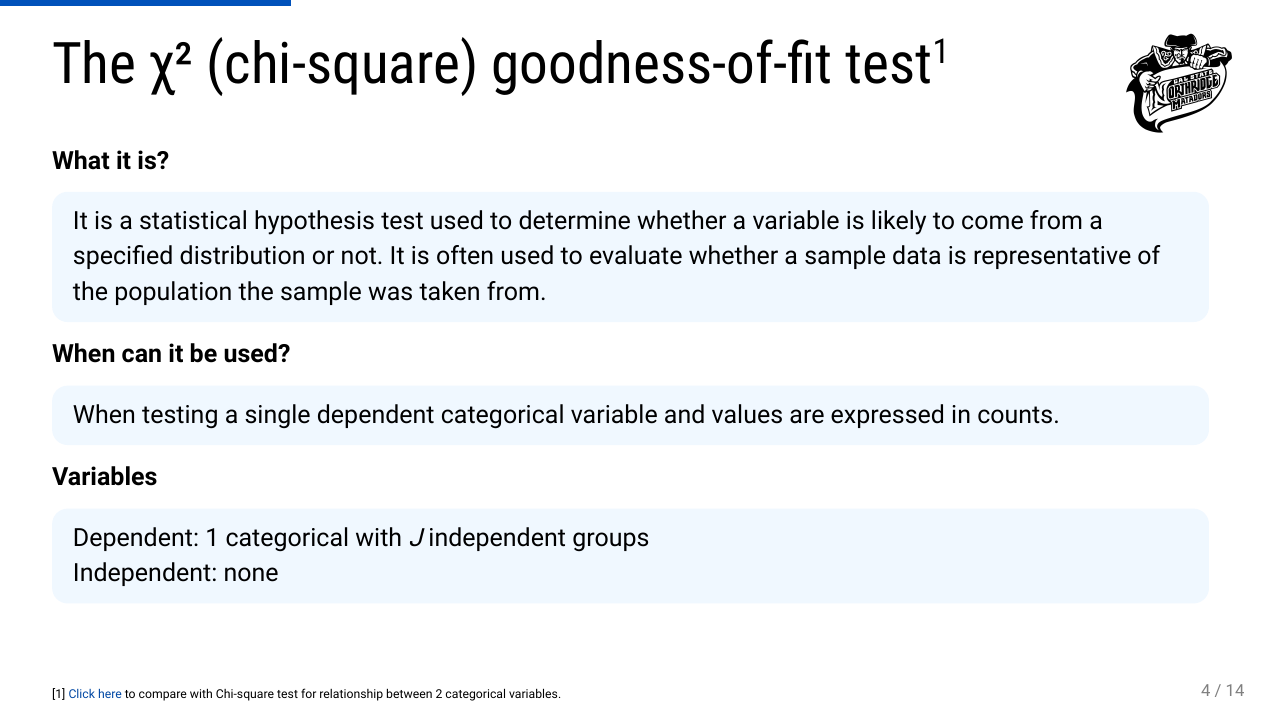 The χ² (chi-square) goodness-of-fit test¹
CAL STATE
NORTHRIDGE
MATADORS
What it is?
It is a statistical hypothesis test used to determine whether a variable is likely to come from a
specified distribution or not. It is often used to evaluate whether a sample data is representative of
the population the sample was taken from.
When can it be used?
When testing a single dependent categorical variable and values are expressed in counts.
Variables
Dependent: 1 categorical with J independent groups
Independent: none
[1] Click here to compare with Chi-square test for relationship between 2 categorical variables.
4 / 14